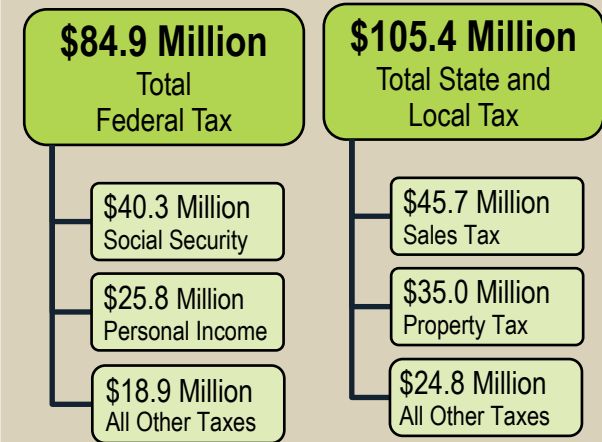 $84.9 Million
Total
Federal Tax
$40.3 Million
Social Security
$25.8 Million
Personal Income
$18.9 Million
All Other Taxes
$105.4 Million
Total State and
Local Tax
$45.7 Million
Sales Tax
$35.0 Million
Property Tax
$24.8 Million
All Other Taxes